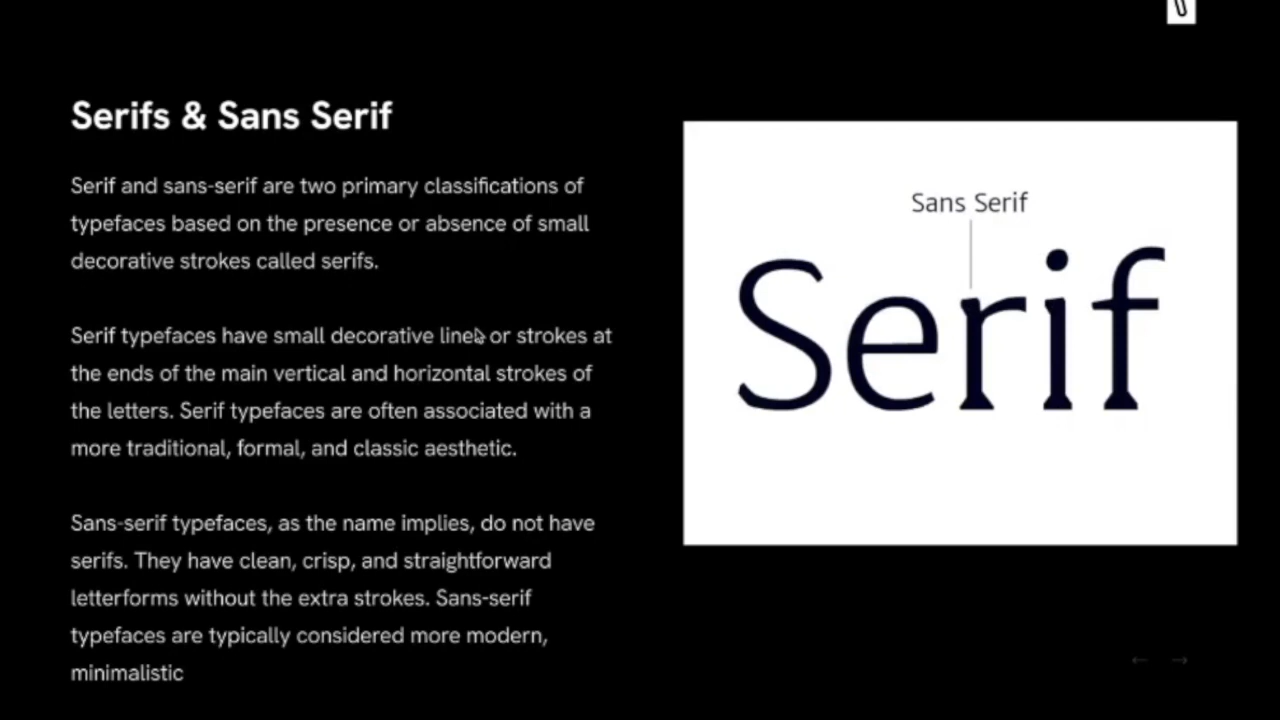 Serifs & Sans Serif
Serif and sans-serif are two primary classifications of
typefaces based on the presence or absence of small
decorative strokes called serifs.
Serif typefaces have small decorative lines or strokes at
the ends of the main vertical and horizontal strokes of
the letters. Serif typefaces are often associated with a
more traditional, formal, and classic aesthetic.
Sans-serif typefaces, as the name implies, do not have
serifs. They have clean, crisp, and straightforward
letterforms without the extra strokes. Sans-serif
typefaces are typically considered more modern,
minimalistic
Sans Serif
Serif